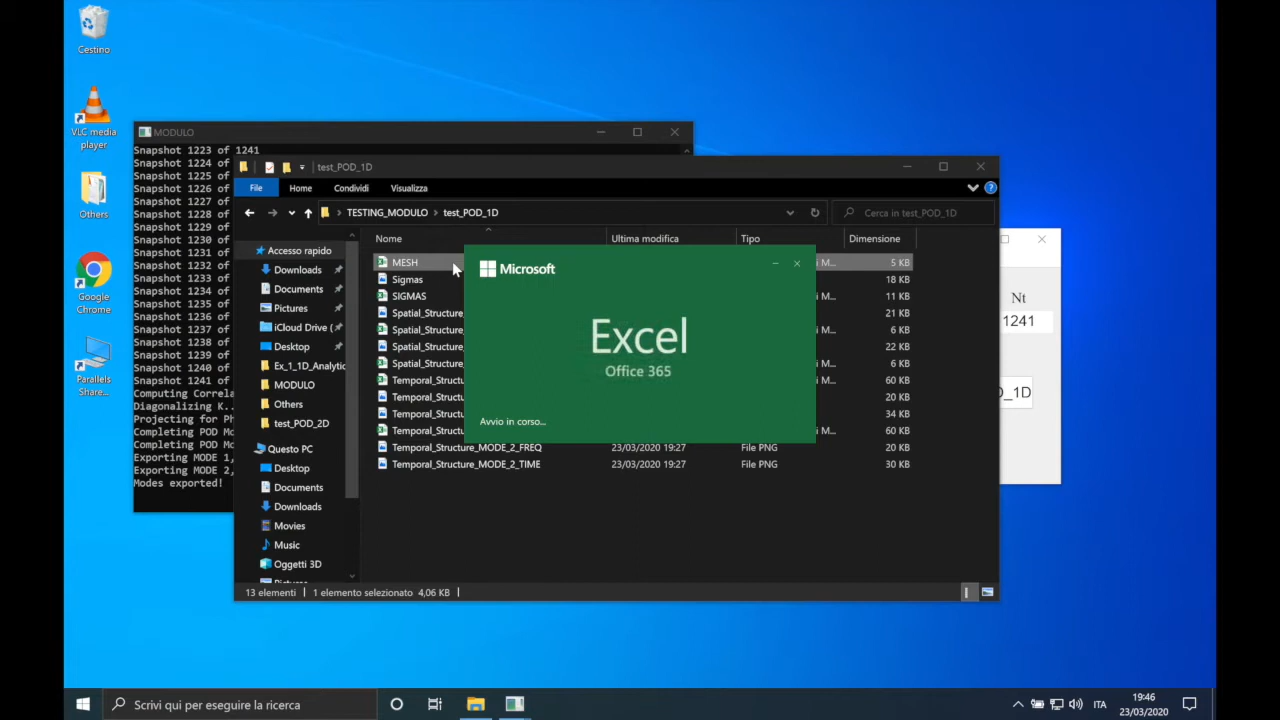 Cestino
VLC media
player
Others
Google
Chrome
Parallels
Share...
MODULO
Snapshot 1223 of 1241
Snapshot 1224 of
Snapshot 1225 of
Snapshot 1226 of
Snapshot 1227 of
Snapshot 1228 of
Snapshot 1229 of
Snapshot 1230 of
Snapshot 1231 of
Snapshot 1232 of
Snapshot 1233 of
Snapshot 1234 of
Snapshot 1235 of
Snapshot 1236 of
Snapshot 1237 of
Snapshot 1238 of
Snapshot 1239 of
Snapshot 1240 of
Snapshot 1241 of
Computing Correla
Diagonalizing K..
Projecting for Ph
Completing POD Mo
Completing POD Mo
Exporting MODE 1,
Exporting MODE 2,
Modes exported!
test_POD_1D
File Home Condividi Visualizza
TESTING_MODULO test_POD_1D Cerca in test_POD_1D
Nome Ultima modifica Tipo Dimensione
Accesso rapido
Downloads
Documents
Pictures
iCloud Drive (
Desktop
Ex_1_1D_Analytic
MODULO
Others
test_POD_2D
Questo PC
Desktop
Documents
Downloads
Movies
Music
Oggetti 3D
Pictures
MESH i M... 5 KB
Sigmas 18 KB
SIGMAS i M... 11 KB
Spatial_Structure_ 21 KB
Spatial_Structure_ i M... 6 KB
Spatial_Structure_ 22 KB
Spatial_Structure_ i M... 6 KB
Temporal_Structu i M... 60 KB
Temporal_Structu 20 KB
Temporal_Structu 34 KB
Temporal_Structu i M... 60 KB
Temporal_Structure_MODE_2_FREQ 23/03/2020 19:27 File PNG 20 KB
Temporal_Structure_MODE_2_TIME 23/03/2020 19:27 File PNG 30 KB
Microsoft
Excel
Office 365
Avvio in corso...
Nt
1241
_1D
13 elementi 1 elemento selezionato 4,06 KB
Scrivi qui per eseguire la ricerca
ITA
19:46
23/03/2020